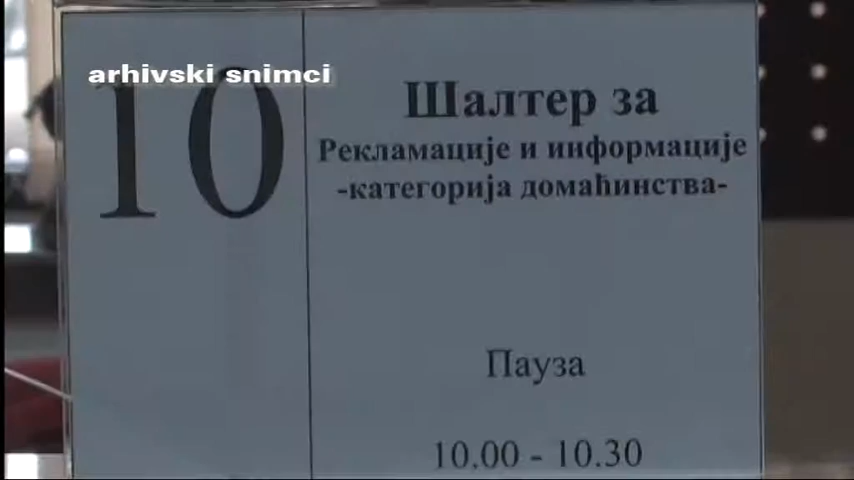 arhivski snimci
10
Шалтер за
Рекламације и информације
-категорија домаћинства-
Пауза
10.00 - 10.30